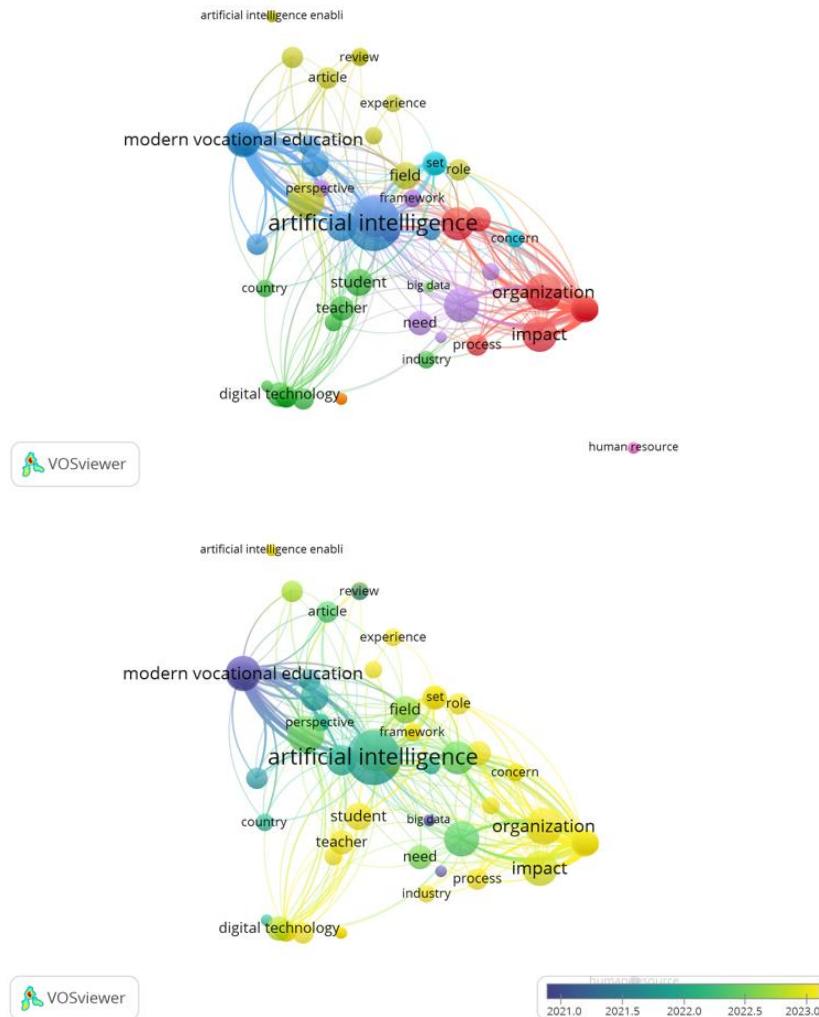 artificial intelligence enabli
review
article
experience
modern vocational education
set
role
field
perspective
framework
artificial intelligence
concern
country
student
big data
organization
teacher
need
impact
process
industry
digital technology
human resource
VOSviewer
artificial intelligence enabli
review
article
experience
modern vocational education
set
role
field
perspective
framework
artificial intelligence
concern
country
student
big data
organization
teacher
need
impact
process
industry
digital technology
human resource
VOSviewer
2021.0 2021.5 2022.0 2022.5 2023.0